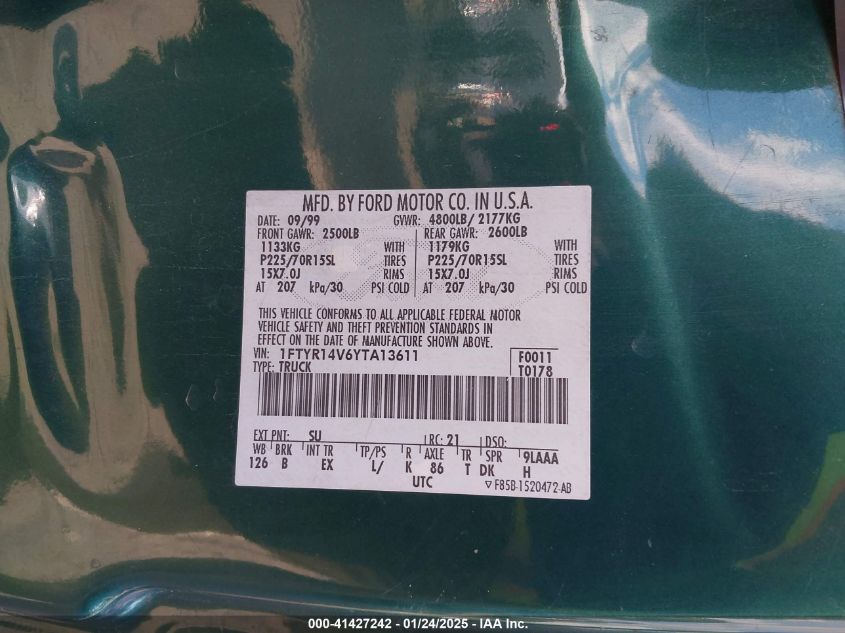 MFD. BY FORD MOTOR CO. IN U.S.A.
DATE: 09/99 GVWR: 4800LB/ 2177KG
FRONT GAWR: 2500LB REAR GAWR: 2600LB
1133KG WITH 1179KG WITH
P225/70R15SL TIRES P225/70R15SL TIRES
15X7.0J RIMS 15X7.0J RIMS
AT 207 kPa/30 PSI COLD AT 207 kPa/30 PSI COLD
THIS VEHICLE CONFORMS TO ALL APPLICABLE FEDERAL MOTOR
VEHICLE SAFETY AND THEFT PREVENTION STANDARDS IN
EFFECT ON THE DATE OF MANUFACTURE SHOWN ABOVE.
VIN: 1FTYR14V6YTA13611 F0011
TYPE: TRUCK T0178
EXT PNT: SU RC: 21 DSO:
WB BRK INT TR TP/PS R AXLE TR SPR 9LAAA
126 B EX L/ K 86 T DK H
UTC ▽ F85B-1520472-AB
000-41427242 - 01/24/2025 - IAA Inc.